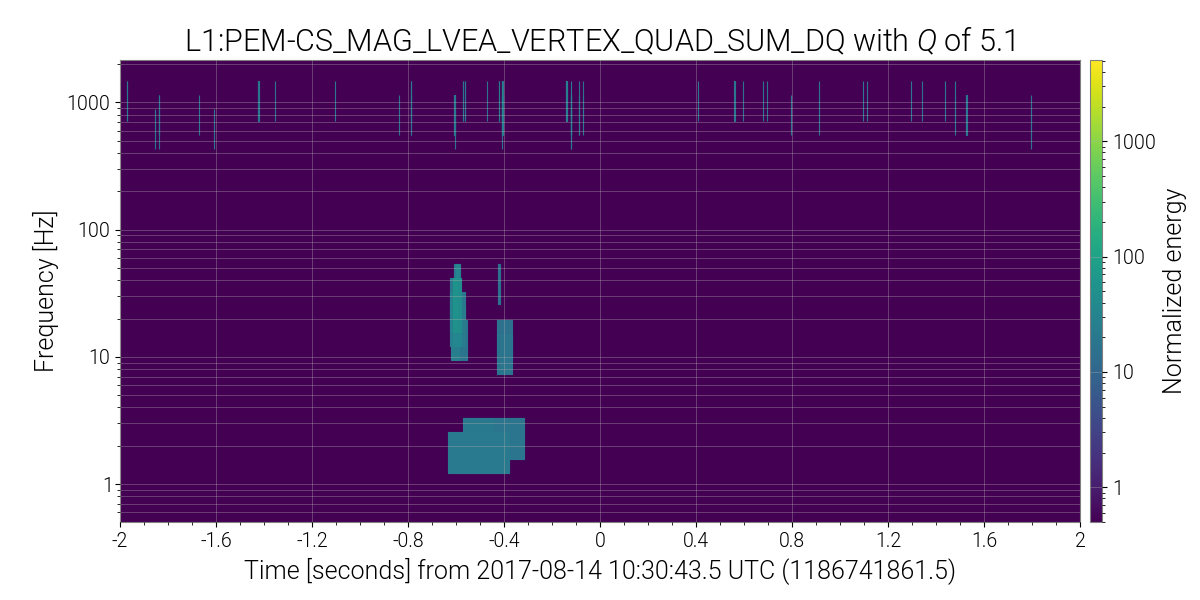 L1:PEM-CS_MAG_LVEA_VERTEX_QUAD_SUM_DQ with Q of 5.1
1000
100
10
1
Frequency [Hz]
-2 -1.6 -1.2 -0.8 -0.4 0 0.4 0.8 1.2 1.6 2
Time [seconds] from 2017-08-14 10:30:43.5 UTC (1186741861.5)
1000
100
10
1
Normalized energy